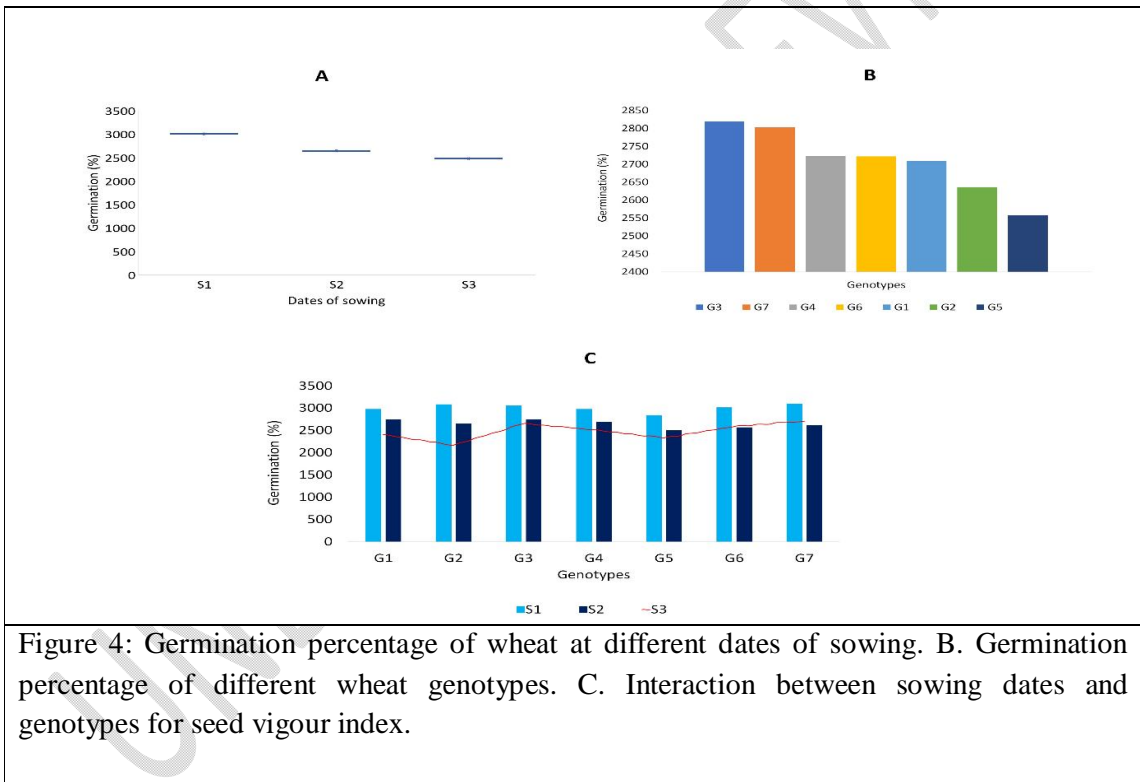 A
3500
3000
2500
2000
1500
1000
500
0
Germination (%)
S1 S2 S3
Dates of sowing
B
2850
2800
2750
2700
2650
2600
2550
2500
2450
2400
Germination (%)
Genotypes
G3 G7 G4 G6 G1 G2 G5
C
3500
3000
2500
2000
1500
1000
500
0
Germination (%)
G1 G2 G3 G4 G5 G6 G7
Genotypes
S1 S2 S3
Figure 4: Germination percentage of wheat at different dates of sowing. B. Germination
percentage of different wheat genotypes. C. Interaction between sowing dates and
genotypes for seed vigour index.